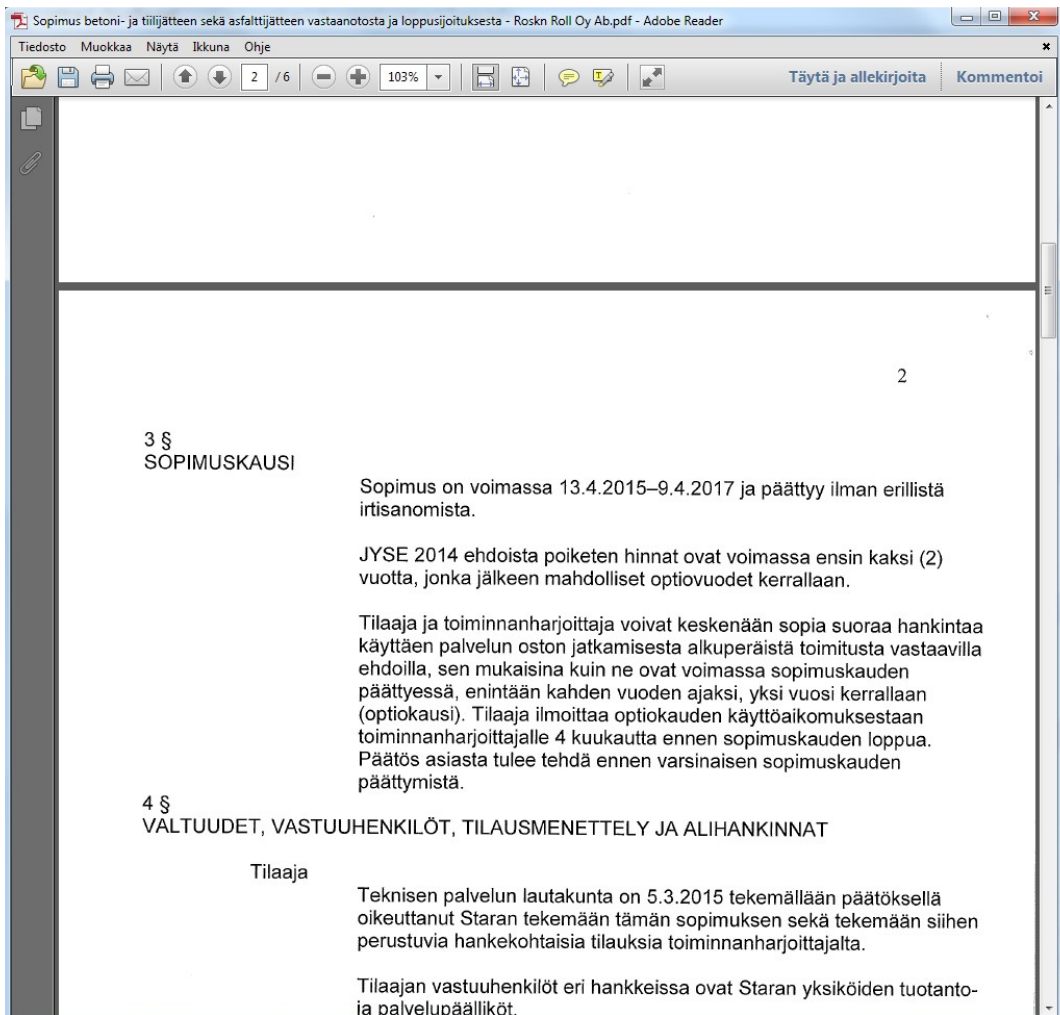 Sopimus betoni- ja tiilijätteen sekä asfalttijätteen vastaanotosta ja loppusijoituksesta - Roskn Roll Oy Ab.pdf - Adobe Reader
Tiedosto Muokkaa Näytä Ikkuna Ohje
2 / 6 103% Täytä ja allekirjoita Kommentoi
2
3 §
SOPIMUSKAUSI
Sopimus on voimassa 13.4.2015–9.4.2017 ja päättyy ilman erillistä
irtisanomista.
JYSE 2014 ehdoista poiketen hinnat ovat voimassa ensin kaksi (2)
vuotta, jonka jälkeen mahdolliset optiovuodet kerrallaan.
Tilaaja ja toiminnanharjoittaja voivat keskenään sopia suoraa hankintaa
käyttäen palvelun oston jatkamisesta alkuperäistä toimitusta vastaavilla
ehdoilla, sen mukaisina kuin ne ovat voimassa sopimuskauden
päättyessä, enintään kahden vuoden ajaksi, yksi vuosi kerrallaan
(optiokausi). Tilaaja ilmoittaa optiokauden käyttöaikomuksestaan
toiminnanharjoittajalle 4 kuukautta ennen sopimuskauden loppua.
Päätös asiasta tulee tehdä ennen varsinaisen sopimuskauden
päättymistä.
4 §
VALTUUDET, VASTUUHENKILÖT, TILAUSMENETTELY JA ALIHANKINNAT
Tilaaja
Teknisen palvelun lautakunta on 5.3.2015 tekemällään päätöksellä
oikeuttanut Staran tekemään tämän sopimuksen sekä tekemään siihen
perustuvia hankekohtaisia tilauksia toiminnanharjoittajalta.
Tilaajan vastuuhenkilöt eri hankkeissa ovat Staran yksiköiden tuotanto-
ja palvelupäälliköt.